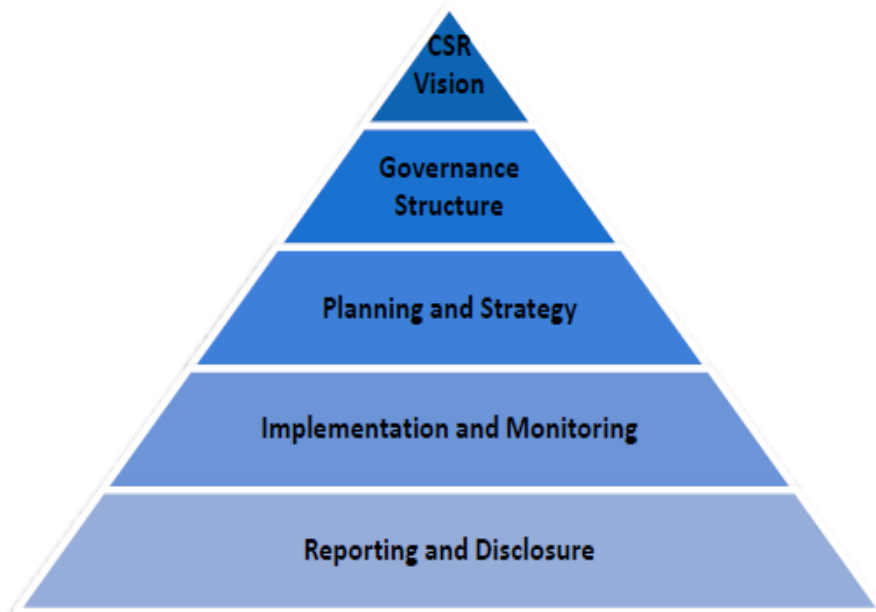 CSR
Vision
Governance
Structure
Planning and Strategy
Implementation and Monitoring
Reporting and Disclosure